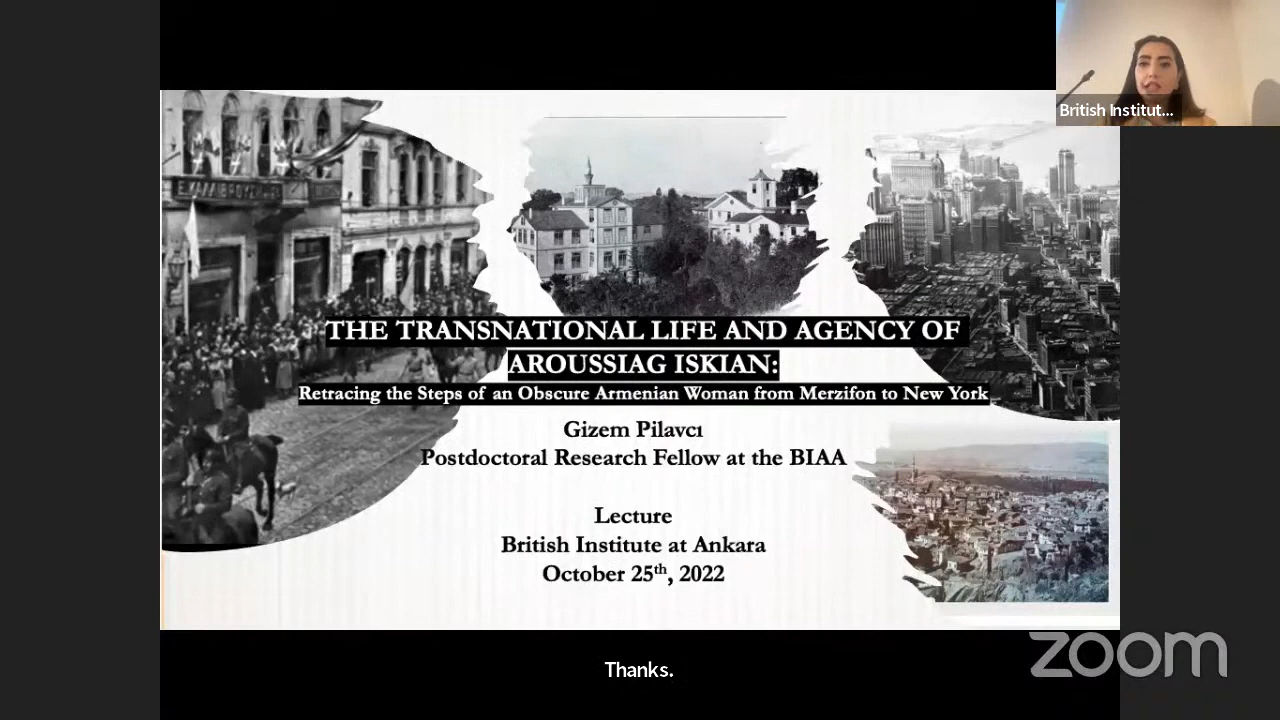 British Institut...
THE TRANSNATIONAL LIFE AND AGENCY OF
AROUSSIAG ISKIAN:
Retracing the Steps of an Obscure Armenian Woman from Merzifon to New York
Gizem Pilavcı
Postdoctoral Research Fellow at the BIAA
Lecture
British Institute at Ankara
October 25th, 2022
zoom
Thanks.